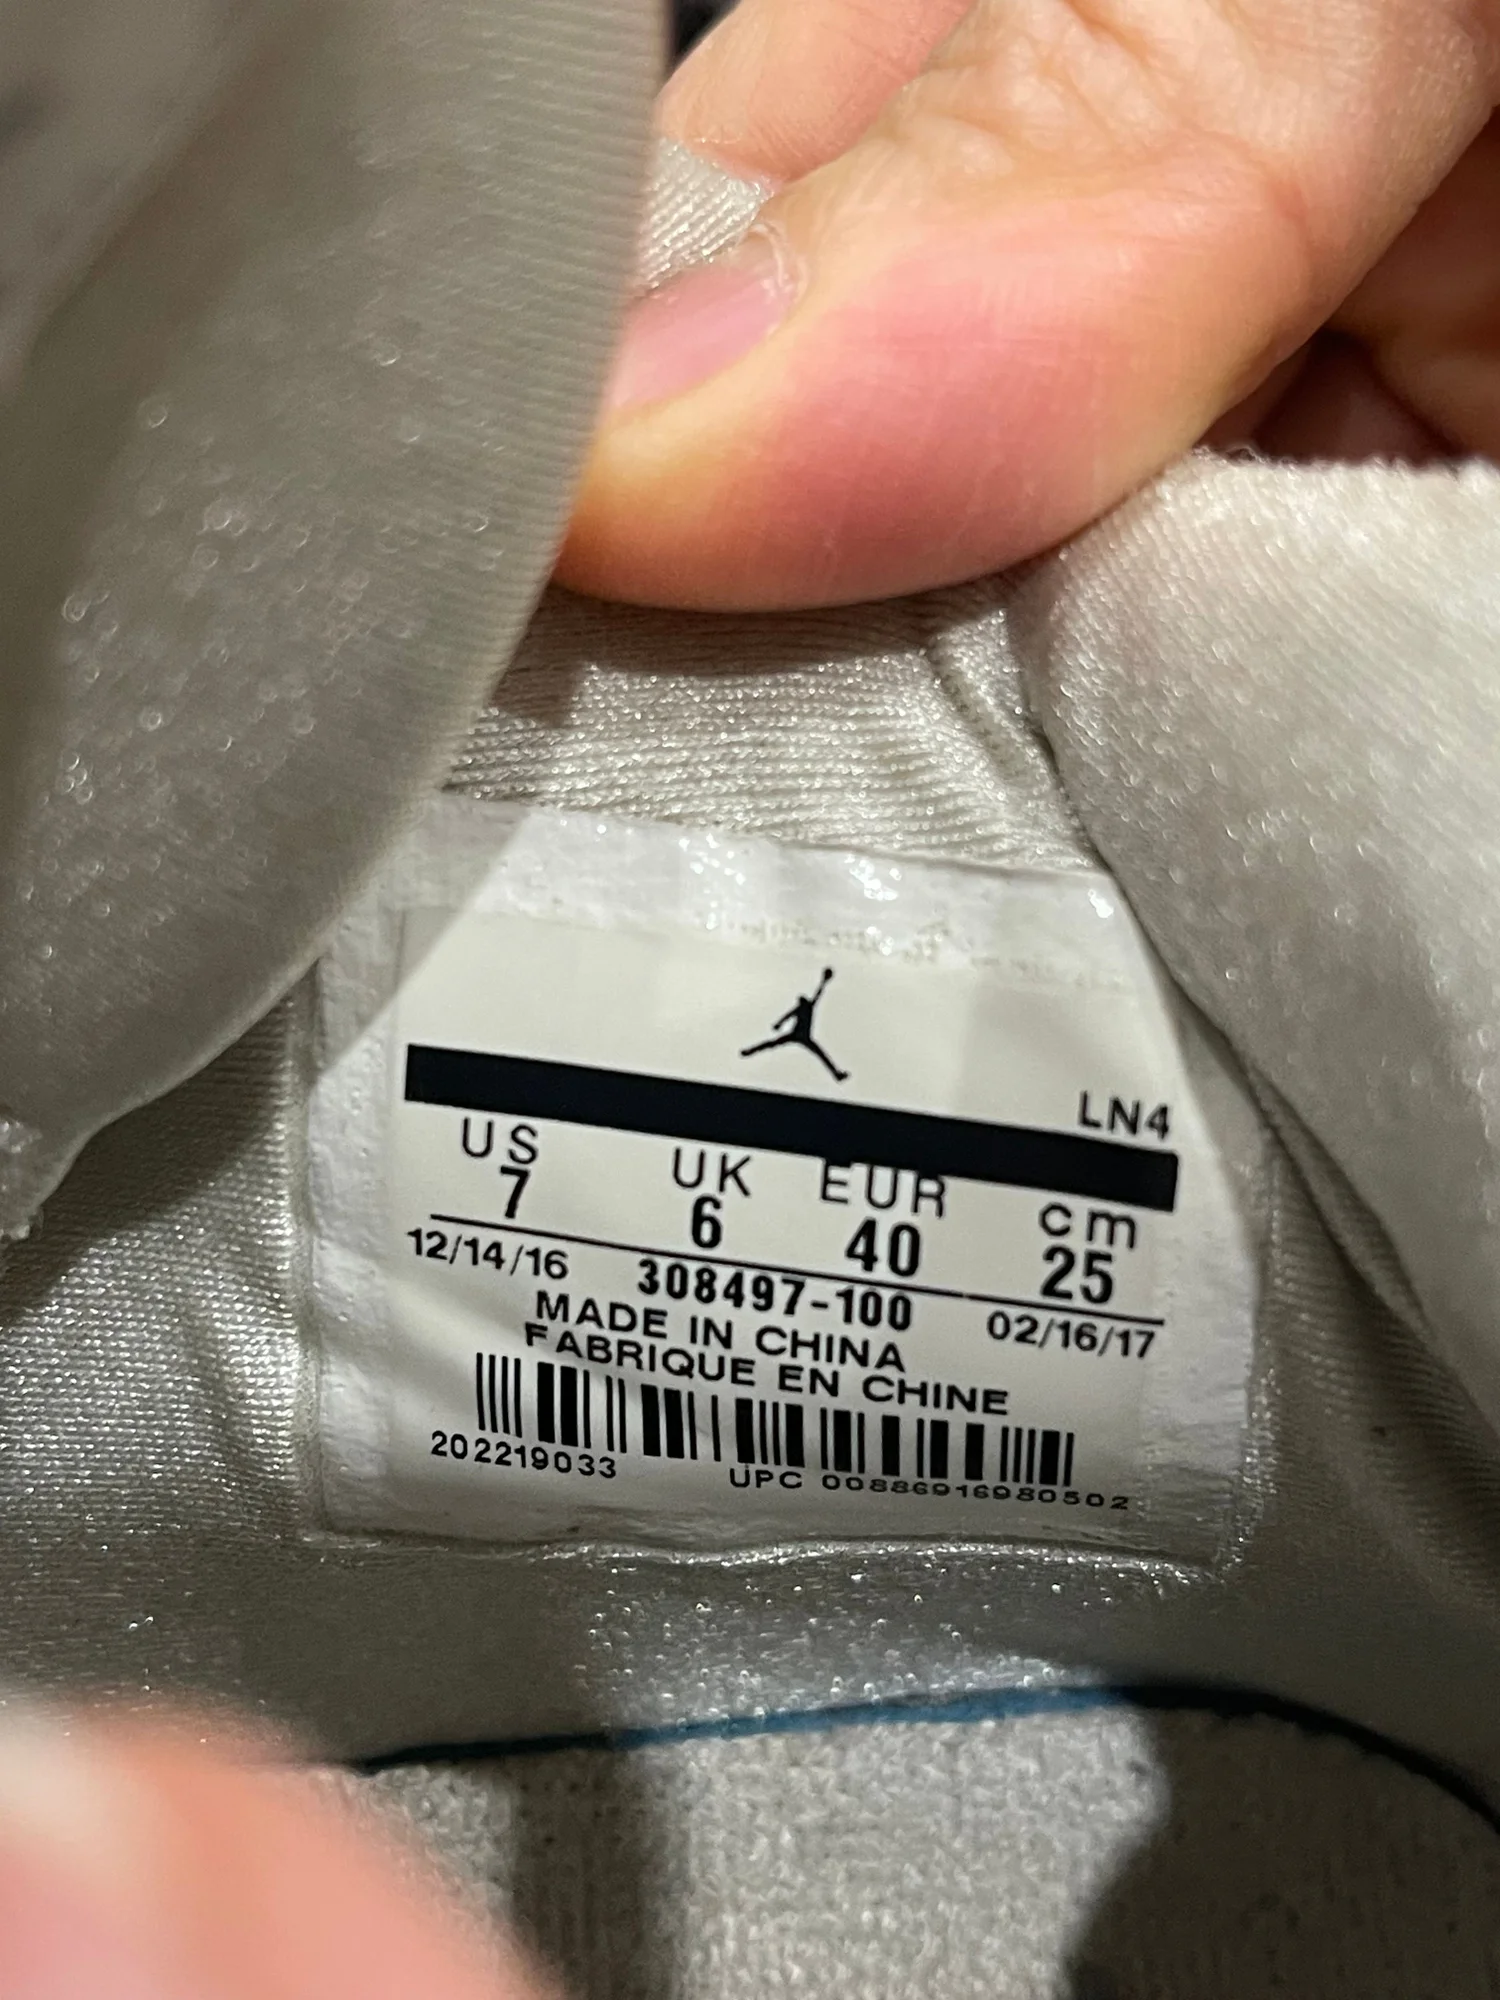 LN4
US UK EUR cm
7 6 40 25
12/14/16 308497-100 02/16/17
MADE IN CHINA
FABRIQUE EN CHINE
202219033 UPC 00886916980502